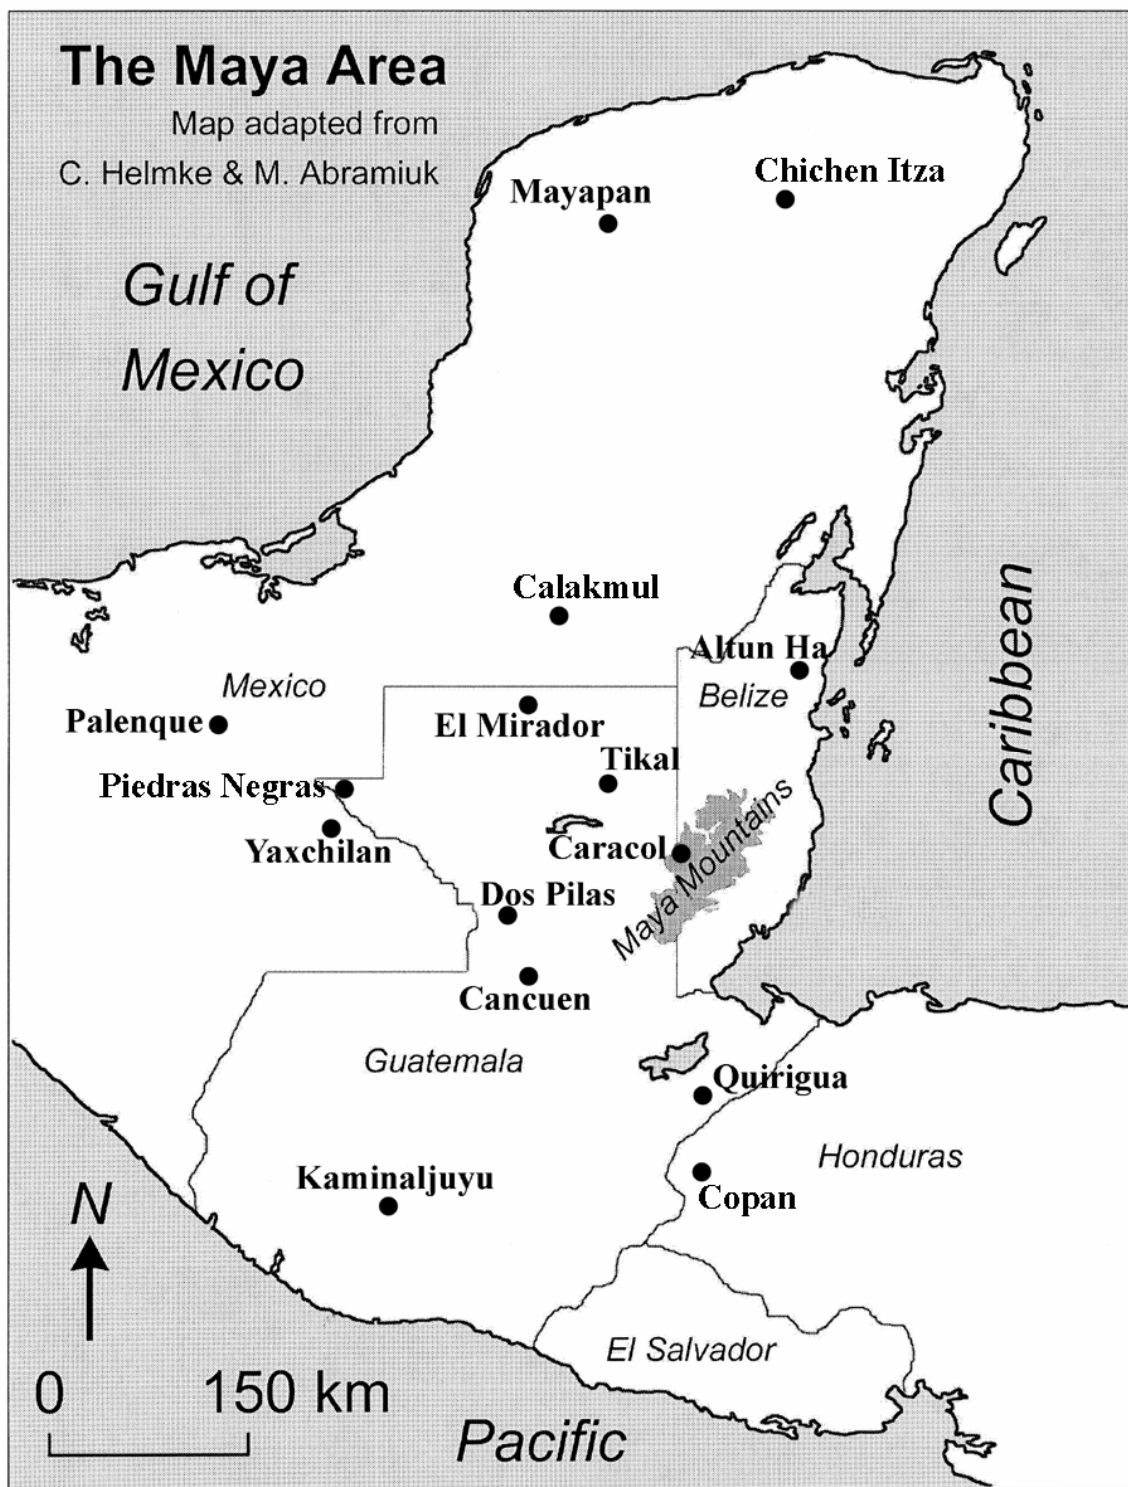 The Maya Area
Map adapted from
C. Helmke & M. Abramiuk
Chichen Itza
Mayapan
Gulf of
Mexico
Calakmul
Caribbean
Altun Ha
Mexico
Belize
Palenque
El Mirador
Tikal
Piedras Negras
Yaxchilan
Caracol
Maya Mountains
Dos Pilas
Cancuen
Guatemala
Quirigua
Honduras
Kaminaljuyu
Copan
N
El Salvador
0 150 km
Pacific